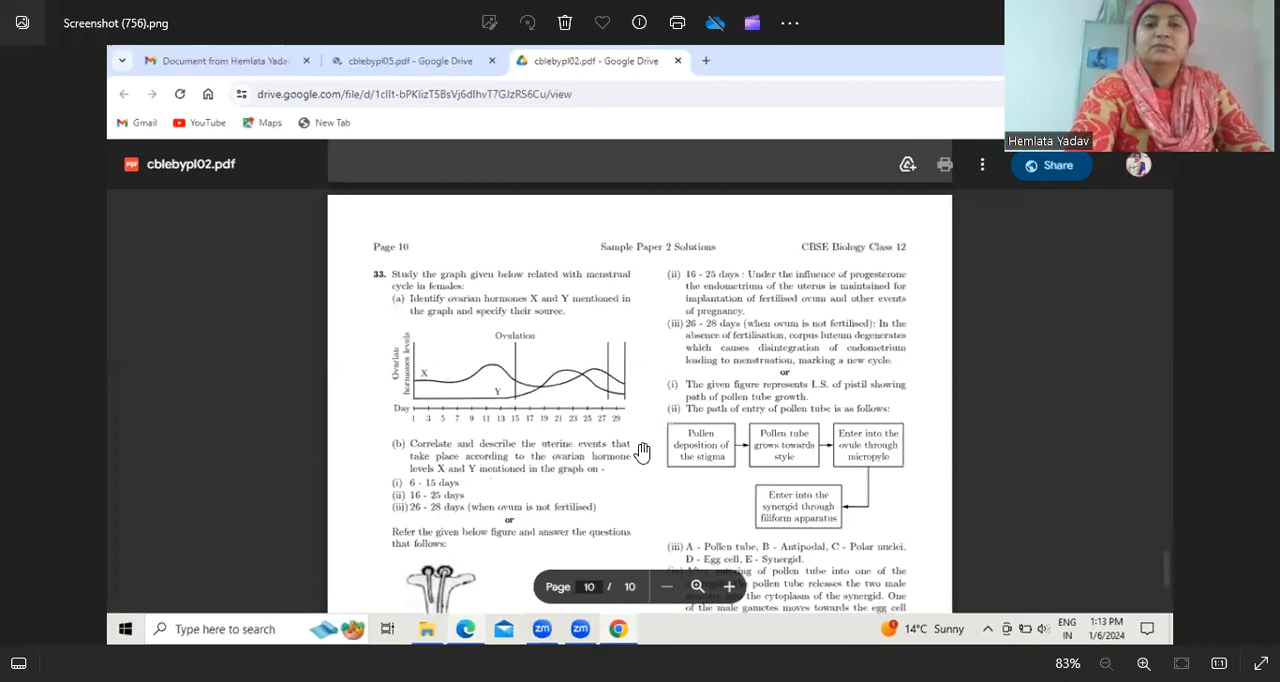 Screenshot (756).png
Hemlata Yadav
Document from Hemlata Yadav
cblebypl05.pdf - Google Drive
cblebypl02.pdf - Google Drive
Gmail
YouTube
Maps
New Tab
cblebypl02.pdf
Share
Page 10
Sample Paper 2 Solutions
CBSE Biology Class 12
33. Study the graph given below related with menstrual
cycle in females:
(a) Identify ovarian hormones X and Y mentioned in
the graph and specify their source.
Ovulation
Ovarian
hormones levels
X
Y
Day
1 3 5 7 9 11 13 15 17 19 21 23 25 27 29
(b) Correlate and describe the uterine events that
take place according to the ovarian hormone
levels X and Y mentioned in the graph on -
(i) 6 - 15 days
(ii) 16 - 25 days
(iii) 26 - 28 days (when ovum is not fertilised)
or
Refer the given below figure and answer the questions
that follows:
(ii) 16 - 25 days : Under the influence of progesterone
the endometrium of the uterus is maintained for
implantation of fertilised ovum and other events
of pregnancy.
(iii) 26 - 28 days (when ovum is not fertilised): In the
absence of fertilisation, corpus luteum degenerates
which causes disintegration of endometrium
leading to menstruation, marking a new cycle.
or
(i) The given figure represents L.S. of pistil showing
path of pollen tube growth.
(ii) The path of entry of pollen tube is as follows:
Pollen
deposition of
the stigma
Pollen tube
grows towards
style
Enter into the
ovule through
micropyle
Enter into the
synergid through
filiform apparatus
(iii) A - Pollen tube, B - Antipodal, C - Polar nuclei,
D - Egg cell, E - Synergid.
of pollen tube into one of the
pollen tube releases the two male
the cytoplasm of the synergid. One
of the male gametes moves towards the egg cell
Page 10 / 10
Type here to search
14°C Sunny
ENG
IN
1:13 PM
1/6/2024
83%